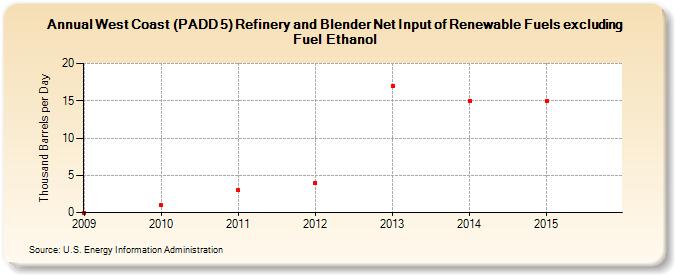 Annual West Coast (PADD 5) Refinery and Blender Net Input of Renewable Fuels excluding
Fuel Ethanol
Thousand Barrels per Day
20
15
10
5
0
2009 2010 2011 2012 2013 2014 2015
Source: U.S. Energy Information Administration